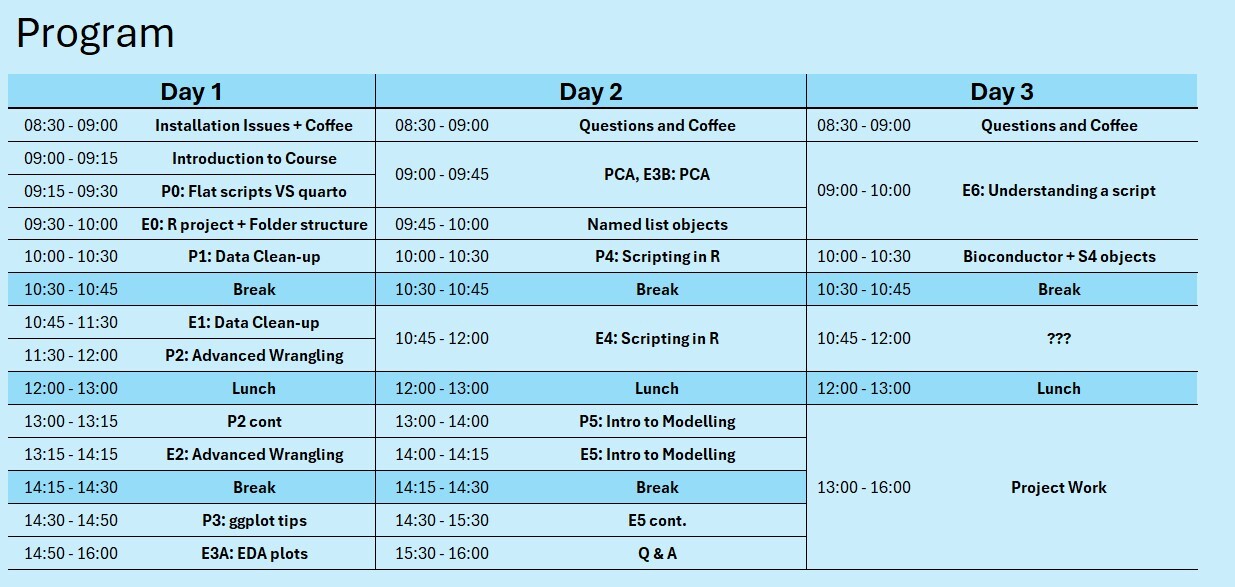 Program
Day 1
08:30 - 09:00 Installation Issues + Coffee
09:00 - 09:15 Introduction to Course
09:15 - 09:30 P0: Flat scripts VS quarto
09:30 - 10:00 E0: R project + Folder structure
10:00 - 10:30 P1: Data Clean-up
10:30 - 10:45 Break
10:45 - 11:30 E1: Data Clean-up
11:30 - 12:00 P2: Advanced Wrangling
12:00 - 13:00 Lunch
13:00 - 13:15 P2 cont
13:15 - 14:15 E2: Advanced Wrangling
14:15 - 14:30 Break
14:30 - 14:50 P3: ggplot tips
14:50 - 16:00 E3A: EDA plots
Day 2
08:30 - 09:00 Questions and Coffee
09:00 - 09:45 PCA, E3B: PCA
09:45 - 10:00 Named list objects
10:00 - 10:30 P4: Scripting in R
10:30 - 10:45 Break
10:45 - 12:00 E4: Scripting in R
12:00 - 13:00 Lunch
13:00 - 14:00 P5: Intro to Modelling
14:00 - 14:15 E5: Intro to Modelling
14:15 - 14:30 Break
14:30 - 15:30 E5 cont.
15:30 - 16:00 Q & A
Day 3
08:30 - 09:00 Questions and Coffee
09:00 - 10:00 E6: Understanding a script
10:00 - 10:30 Bioconductor + S4 objects
10:30 - 10:45 Break
10:45 - 12:00 ???
12:00 - 13:00 Lunch
13:00 - 16:00 Project Work